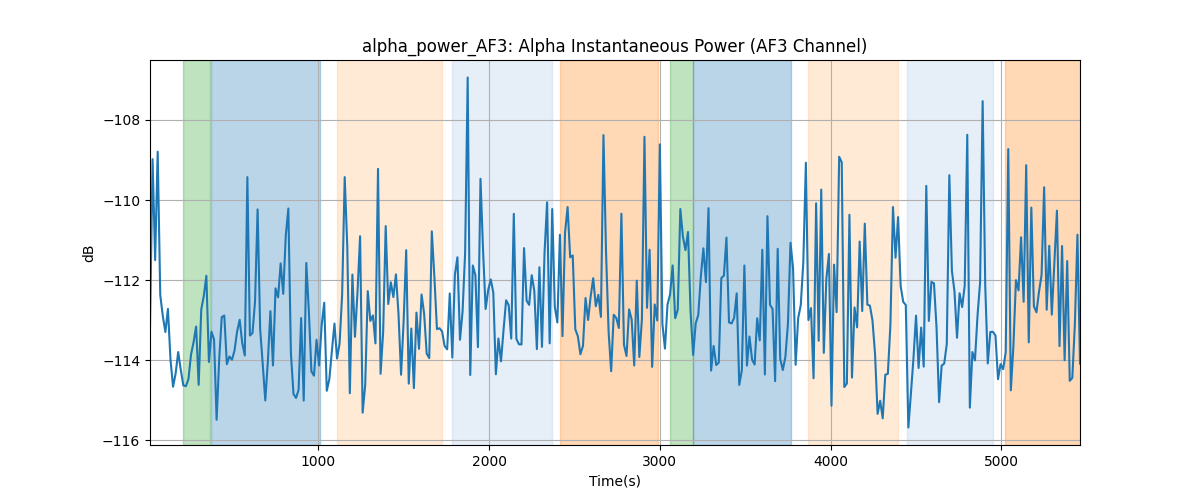 alpha_power_AF3: Alpha Instantaneous Power (AF3 Channel)
dB
−108
−110
−112
−114
−116
1000 2000 3000 4000 5000
Time(s)